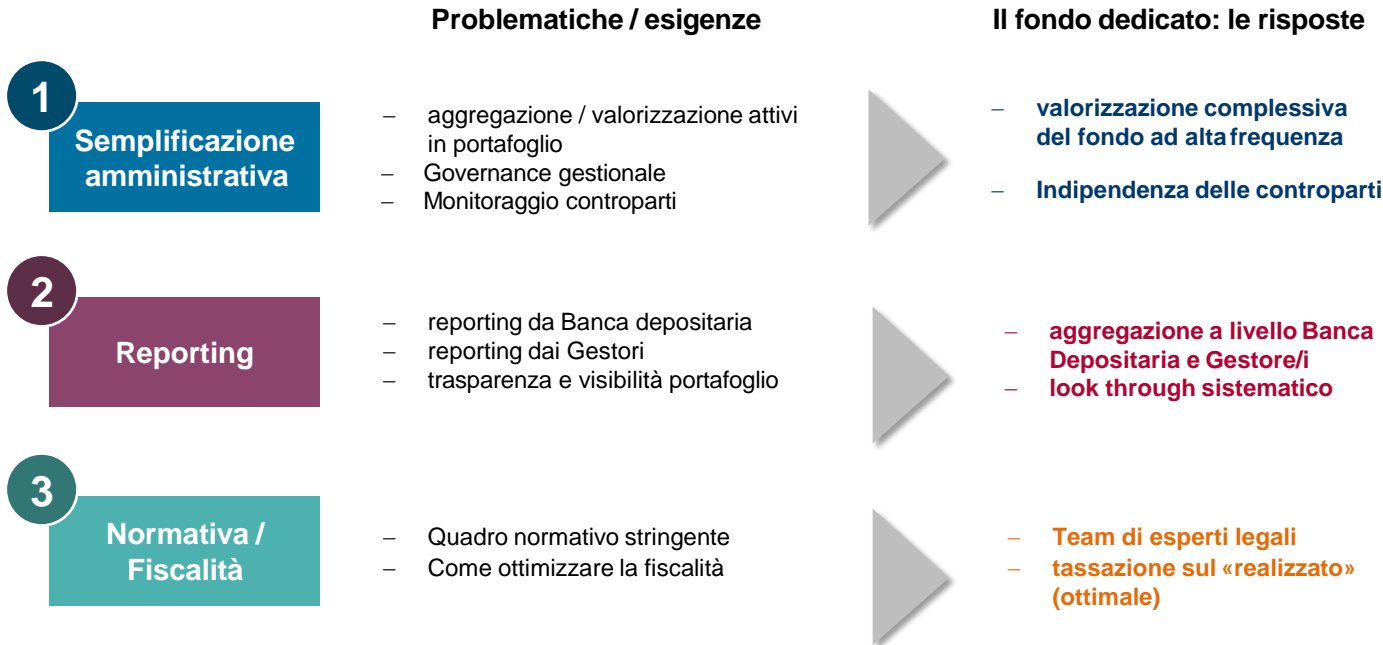 Problematiche / esigenze
Il fondo dedicato: le risposte
1
Semplificazione
amministrativa
– aggregazione / valorizzazione attivi
in portafoglio
– Governance gestionale
– Monitoraggio controparti
– valorizzazione complessiva
del fondo ad alta frequenza
– Indipendenza delle controparti
2
Reporting
– reporting da Banca depositaria
– reporting dai Gestori
– trasparenza e visibilità portafoglio
– aggregazione a livello Banca
Depositaria e Gestore/i
– look through sistematico
3
Normativa /
Fiscalità
– Quadro normativo stringente
– Come ottimizzare la fiscalità
– Team di esperti legali
– tassazione sul «realizzato»
(ottimale)